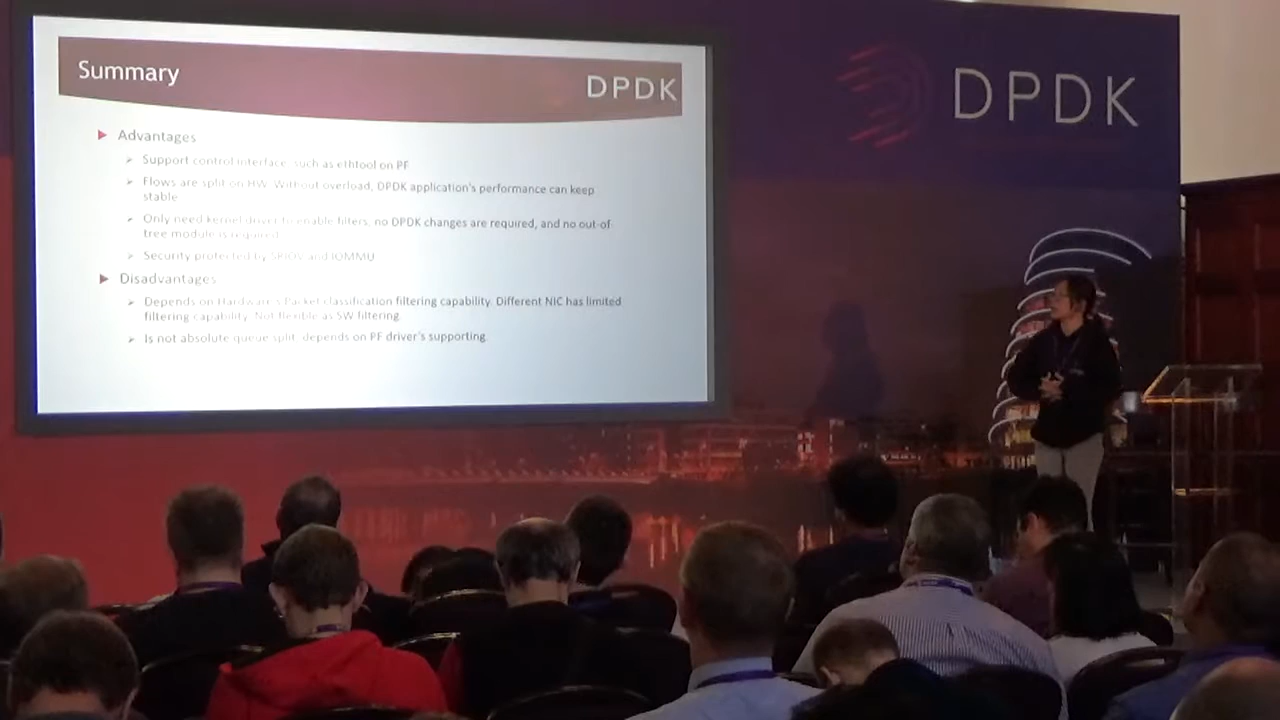 Summary
DPDK
DPDK
Advantages
Support control interface, such as ethtool on PF
Flows are split on HW. Without overload, DPDK application's performance can keep
stable
Only need kernel driver to enable filters, no DPDK changes are required, and no out-of
tree module is required.
Security protected by SRIOV and IOMMU
Disadvantages
Depends on Hardware's Packet classification filtering capability. Different NIC has limited
filtering capability. Not flexible as SW filtering.
Is not absolute queue split, depends on PF driver's supporting.